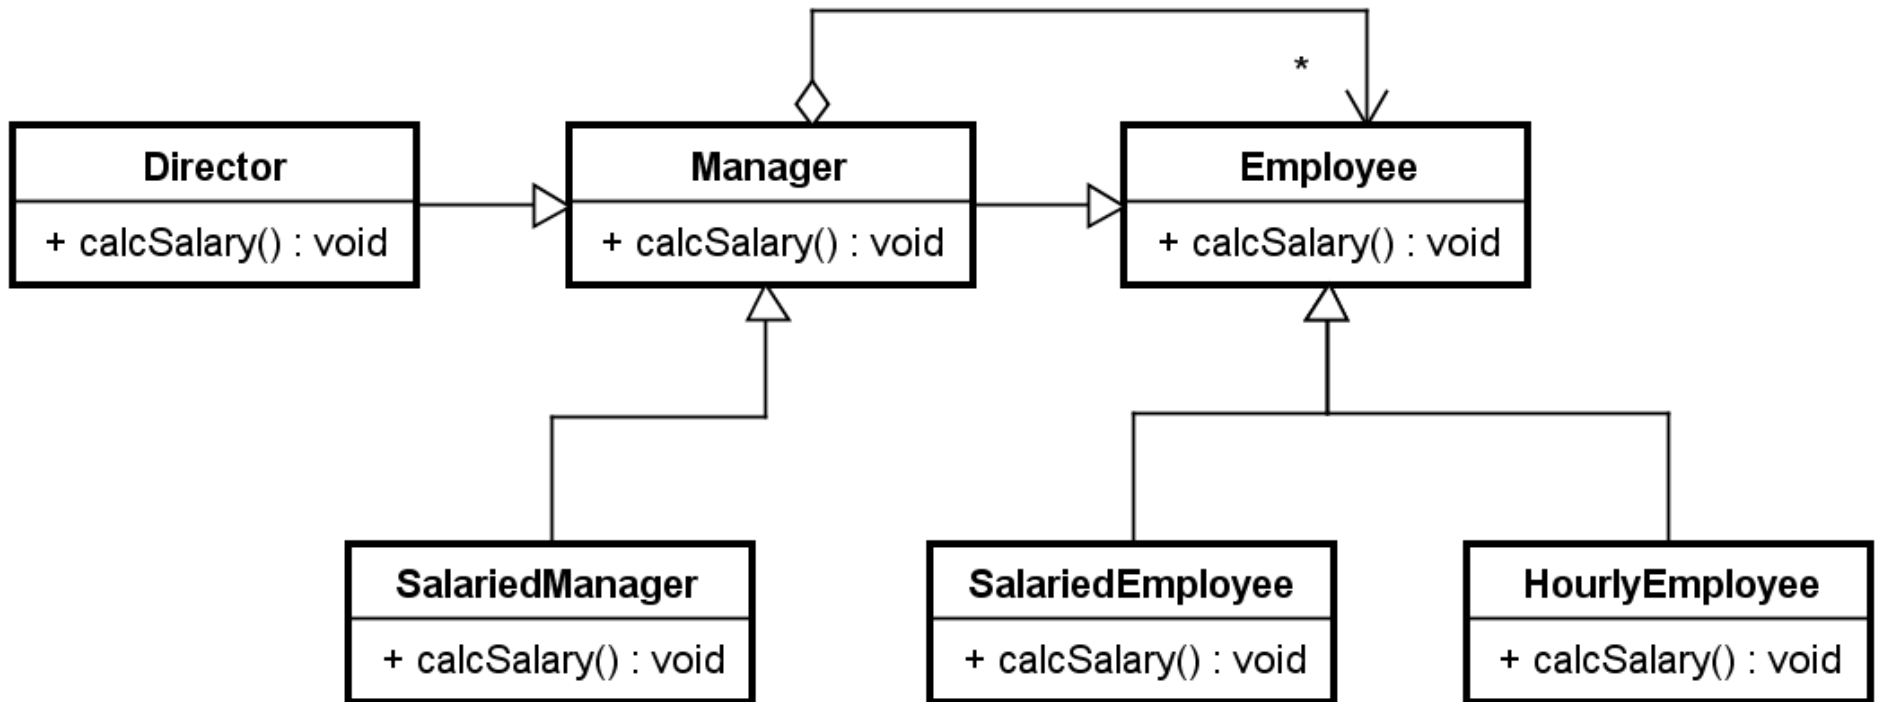 *
Director
+ calcSalary() : void
Manager
+ calcSalary() : void
Employee
+ calcSalary() : void
SalariedManager
+ calcSalary() : void
SalariedEmployee
+ calcSalary() : void
HourlyEmployee
+ calcSalary() : void